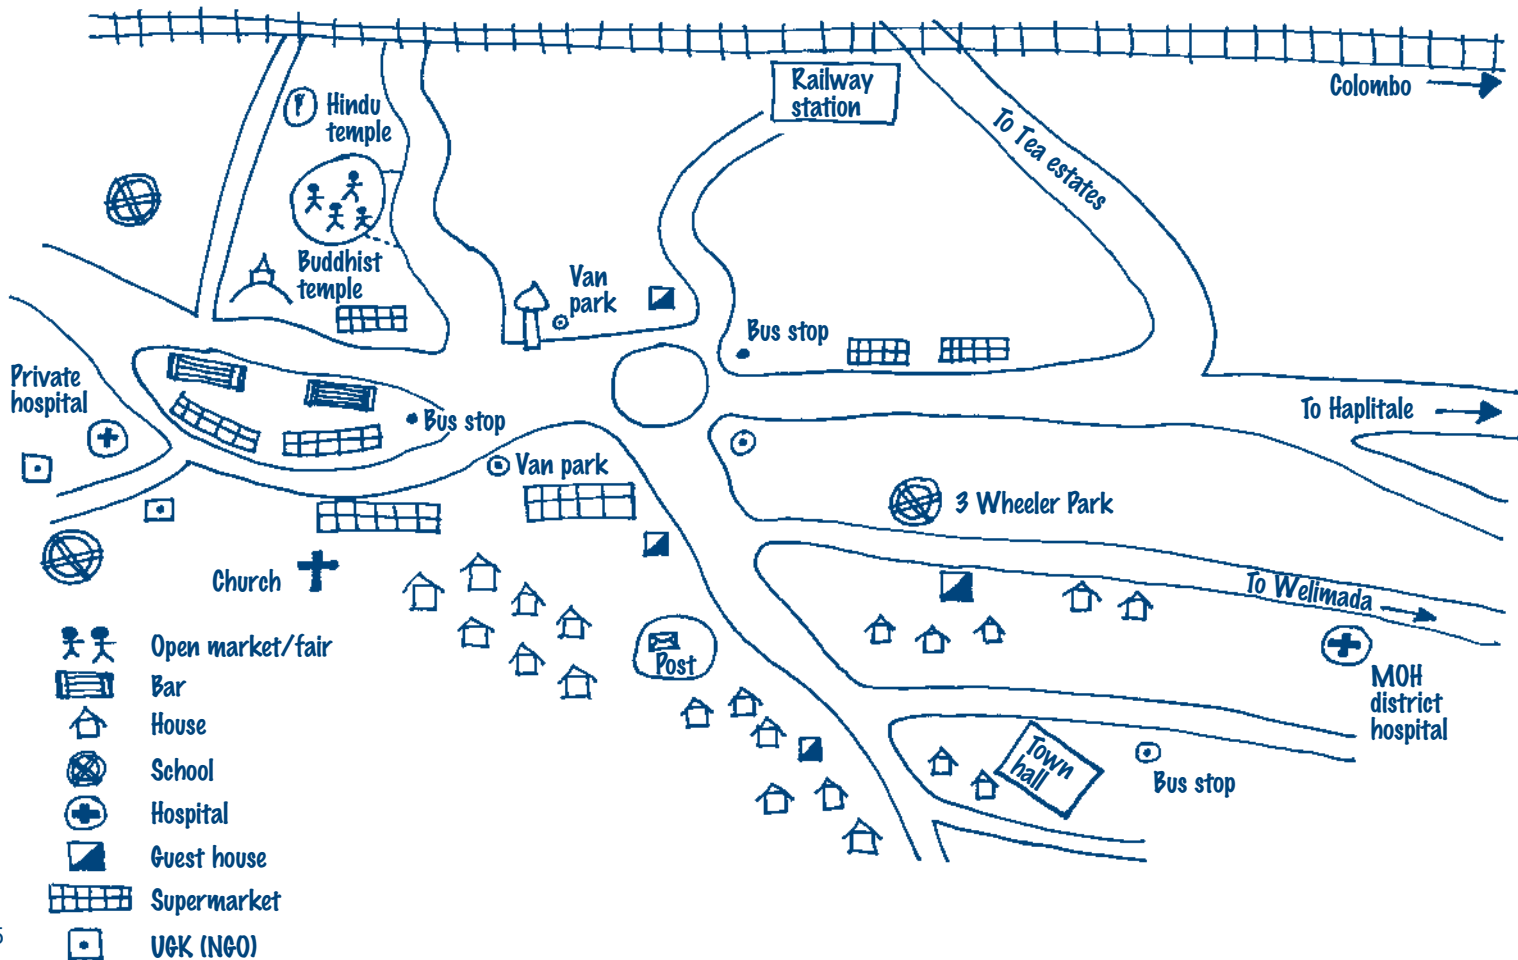 Colombo
Railway
station
To Tea estates
Hindu
temple
Buddhist
temple
Van
park
Bus stop
Private
hospital
Bus stop
To Haplitale
Van park
3 Wheeler Park
Church
To Welimada
Post
MOH
district
hospital
Town
hall
Bus stop
Open market/fair
Bar
House
School
Hospital
Guest house
Supermarket
UGK (NGO)